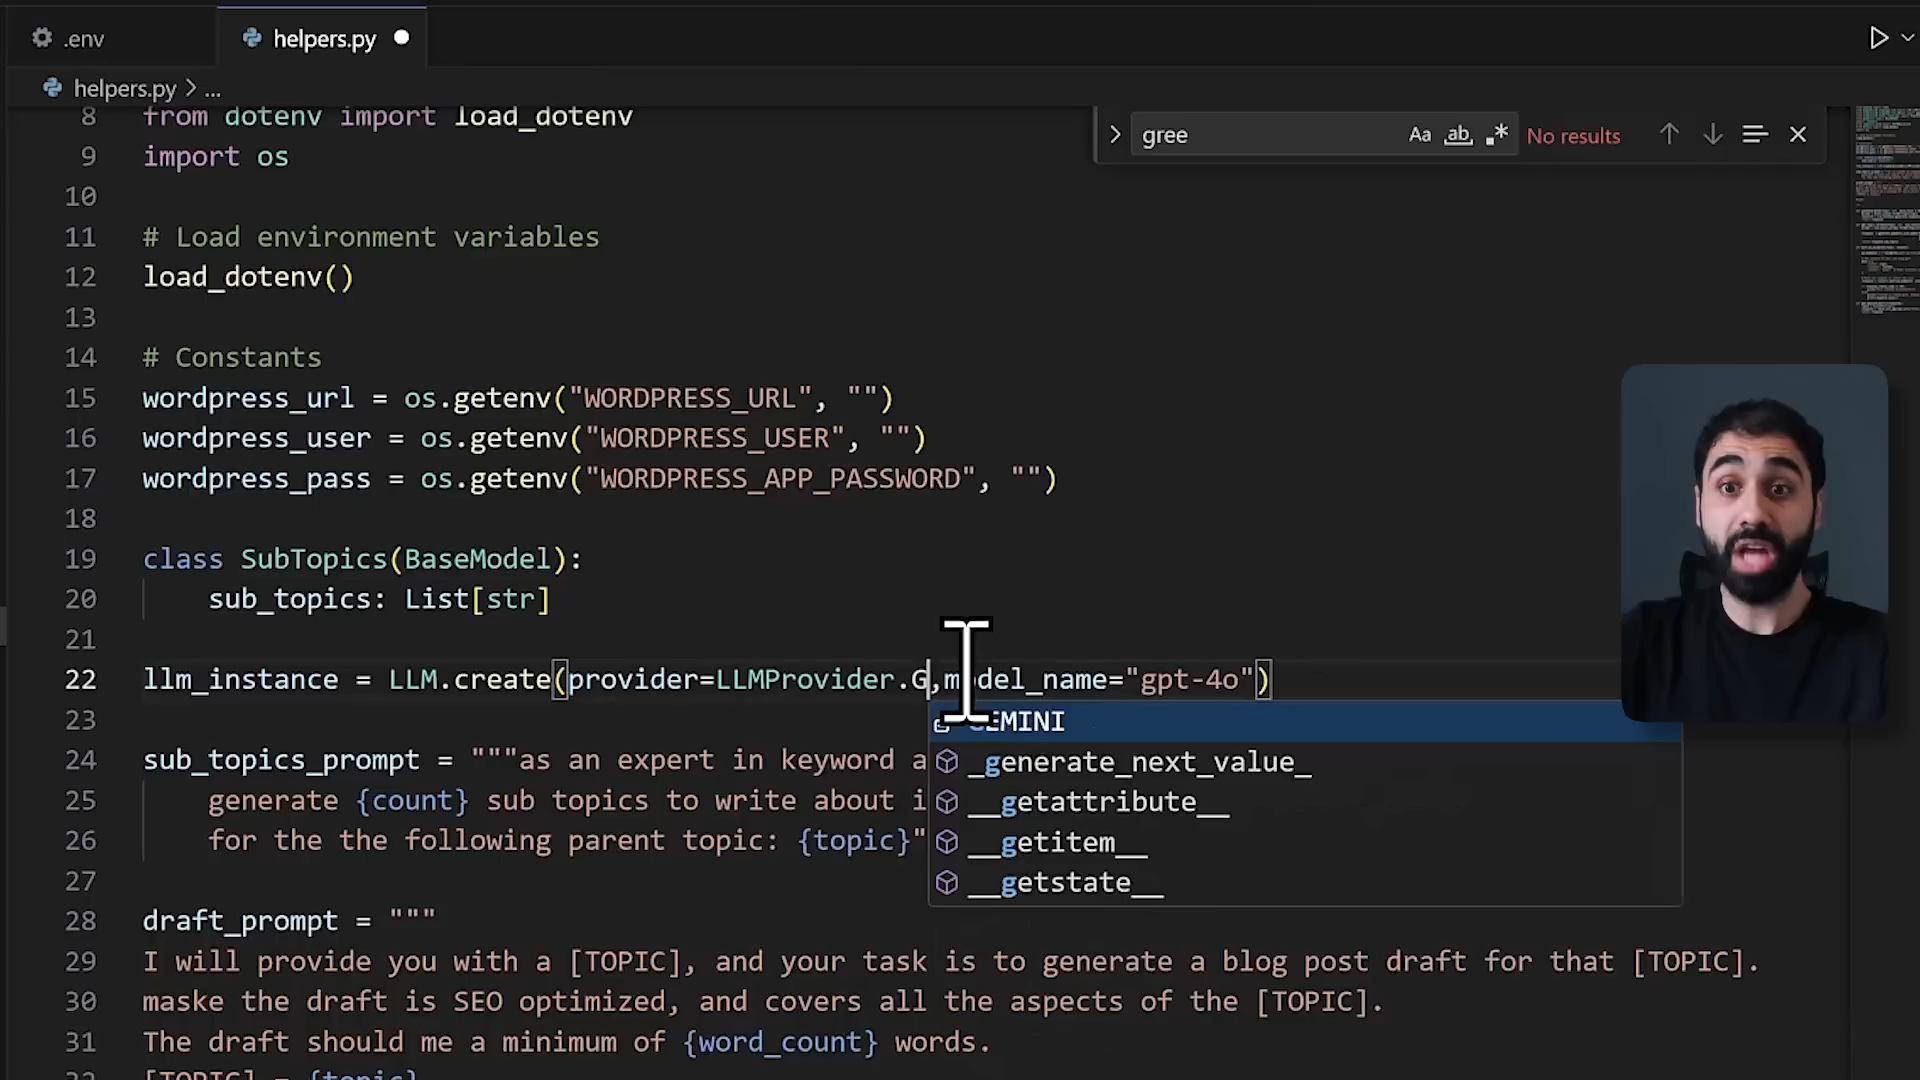 .env
helpers.py
helpers.py > ...
gree
Aa
ab
.*
No results
8 from dotenv import load_dotenv
9 import os
10
11 # Load environment variables
12 load_dotenv()
13
14 # Constants
15 wordpress_url = os.getenv("WORDPRESS_URL", "")
16 wordpress_user = os.getenv("WORDPRESS_USER", "")
17 wordpress_pass = os.getenv("WORDPRESS_APP_PASSWORD", "")
18
19 class SubTopics(BaseModel):
20 sub_topics: List[str]
21
22 llm_instance = LLM.create(provider=LLMProvider.G,model_name="gpt-4o")
23
GEMINI
24 sub_topics_prompt = """as an expert in keyword a
_generate_next_value_
25 generate {count} sub topics to write about i
__getattribute__
26 for the the following parent topic: {topic}"
__getitem__
27
__getstate__
28 draft_prompt = """
29 I will provide you with a [TOPIC], and your task is to generate a blog post draft for that [TOPIC].
30 maske the draft is SEO optimized, and covers all the aspects of the [TOPIC].
31 The draft should me a minimum of {word_count} words.
32 [TOPIC] = {topic}